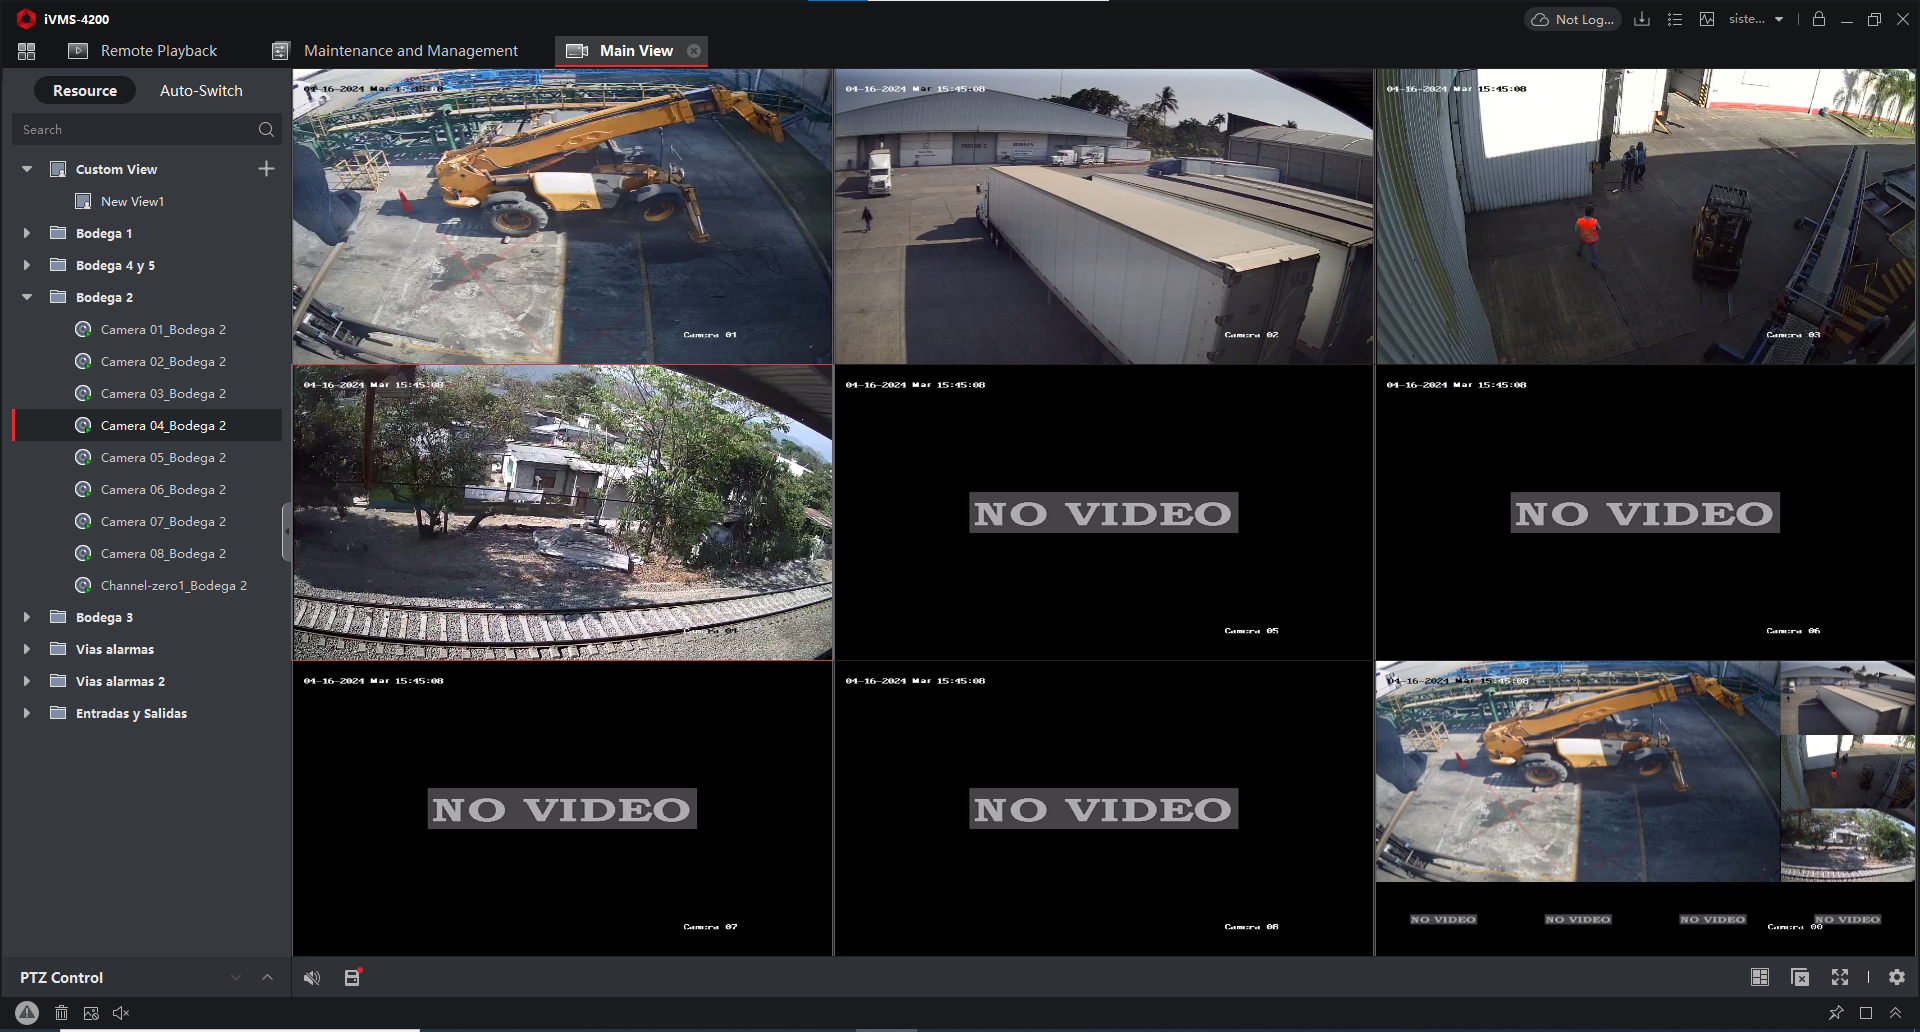 iVMS-4200
Not Log...
siste...
Remote Playback
Maintenance and Management
Main View
Resource
Auto-Switch
Search
Custom View
New View1
Bodega 1
Bodega 4 y 5
Bodega 2
Camera 01_Bodega 2
Camera 02_Bodega 2
Camera 03_Bodega 2
Camera 04_Bodega 2
Camera 05_Bodega 2
Camera 06_Bodega 2
Camera 07_Bodega 2
Camera 08_Bodega 2
Channel-zero1_Bodega 2
Bodega 3
Vias alarmas
Vias alarmas 2
Entradas y Salidas
PTZ Control
04-16-2024 Mar 15:45:08
Camera 01
04-16-2024 Mar 15:45:08
Camera 02
04-16-2024 Mar 15:45:08
Camera 03
04-16-2024 Mar 15:45:08
Camera 04
04-16-2024 Mar 15:45:08
NO VIDEO
Camera 05
04-16-2024 Mar 15:45:08
NO VIDEO
Camera 06
04-16-2024 Mar 15:45:08
NO VIDEO
Camera 07
04-16-2024 Mar 15:45:08
NO VIDEO
Camera 08
04-16-2024 Mar 15:45:08
NO VIDEO
NO VIDEO
NO VIDEO
Camera 00
NO VIDEO